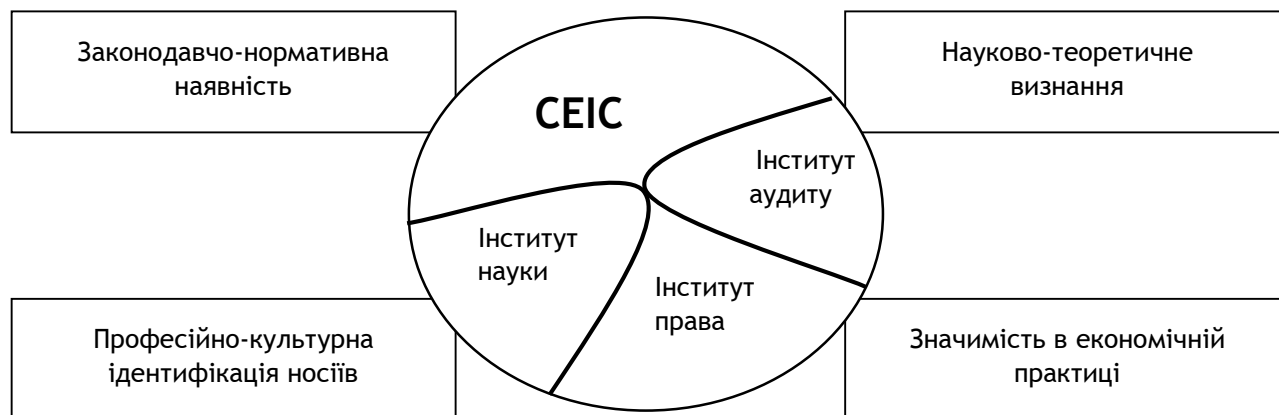 Законодавчо-нормативна
наявність
Науково-теоретичне
визнання
СЕІС
Інститут
аудиту
Інститут
науки
Інститут
права
Професійно-культурна
ідентифікація носіїв
Значимість в економічній
практиці